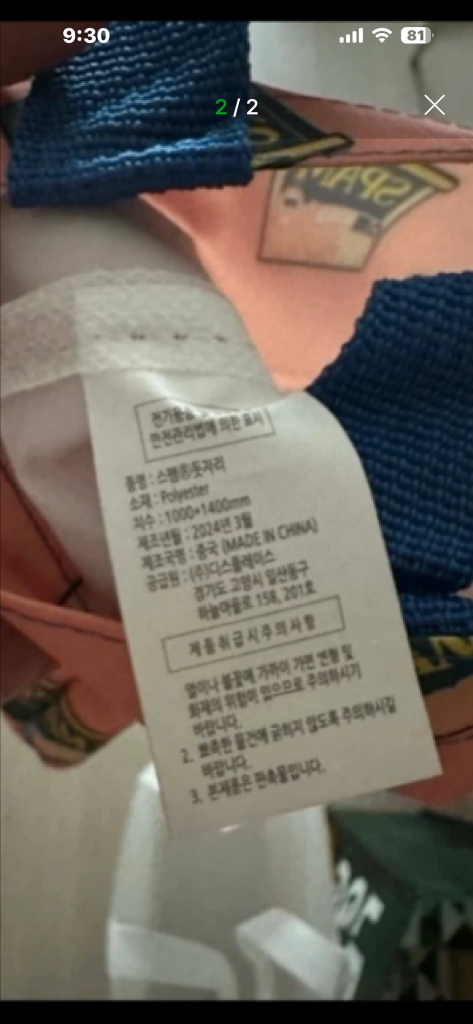 9:30
81
2 / 2
SPAM
전기용품
안전관리법에 의한 표시
품명 : 스팸®돗자리
소재 : Polyester
치수 : 1000*1400mm
제조년월 : 2024년 3월
제조국명 : 중국 (MADE IN CHINA)
공급원 : (주)디스플레이스
경기도 고양시 일산동구
하늘마을로 158, 201호
제품취급시주의사항
열이나 불꽃에 가까이 가면 변형 및
화재의 위험이 있으므로 주의하시기
바랍니다.
2. 뾰족한 물건에 긁히지 않도록 주의하시길
바랍니다.
3. 본제품은 판촉물입니다.